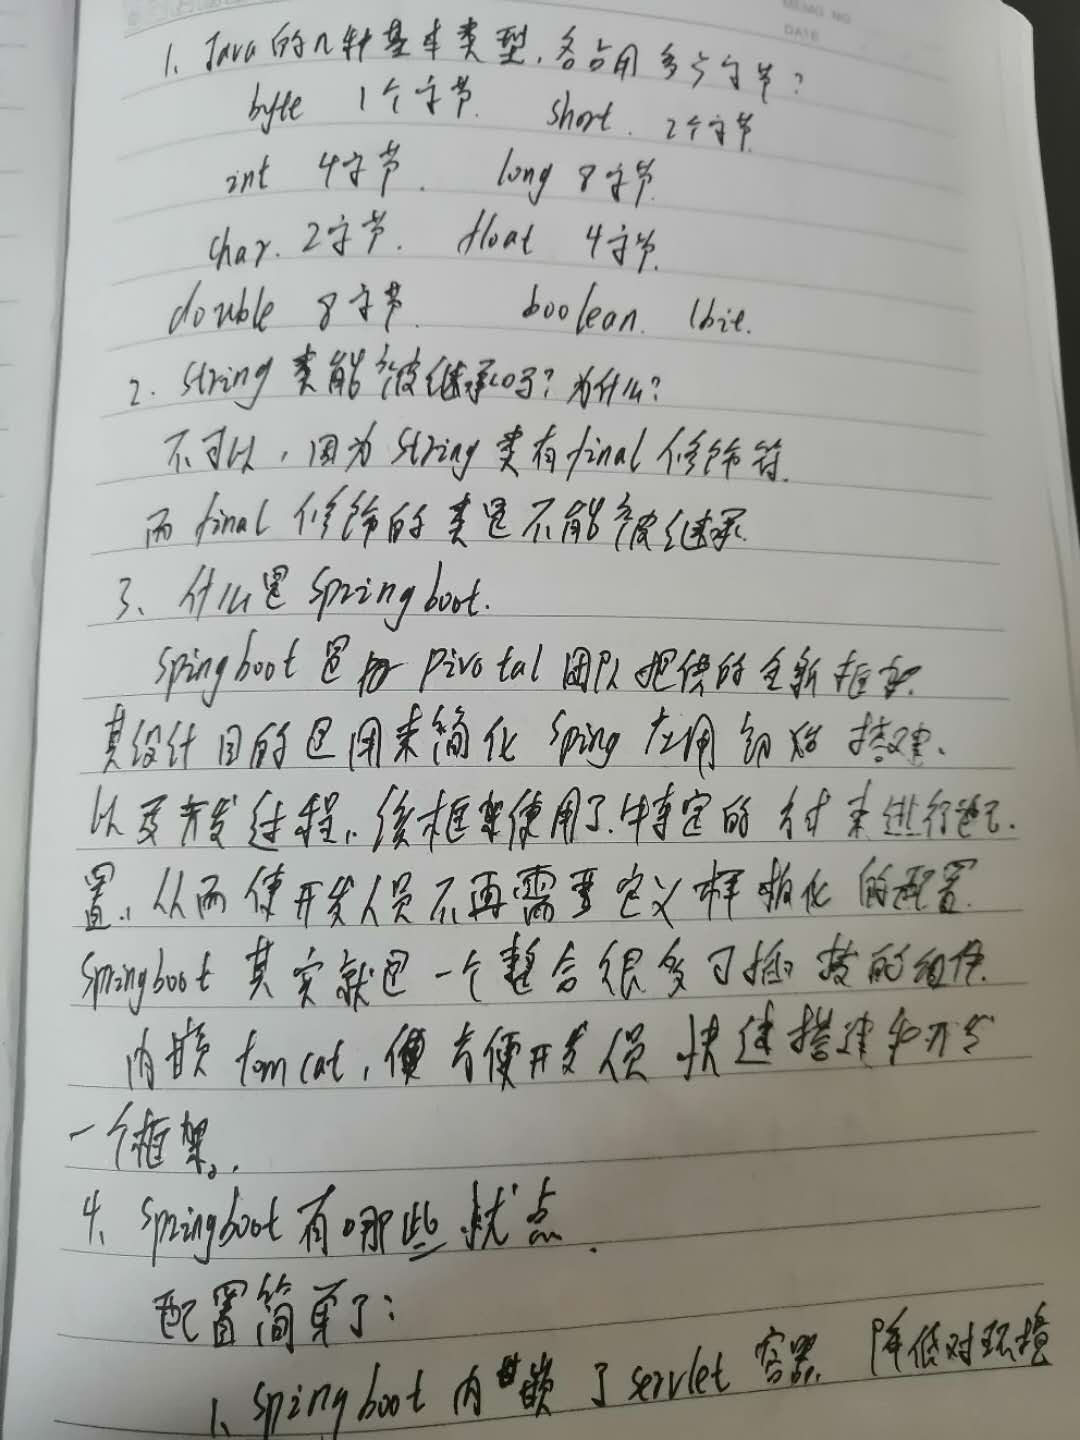 MEMO NO
DATE
1、Java的几种基本类型,各占用多少字节?
byte 1个字节. short. 2个字节
int 4字节. long 8字节
char. 2字节. float 4字节.
double 8字节. boolean. 1bit.
2. string 类能被继承吗?为什么?
不可以,因为 string 类有 final 修饰符.
而 final 修饰的类是不能被继承.
3、什么是 Springboot.
Spingboot 是由 pivotal 团队提供的全新框架.
其设计目的是用来简化 Sping 应用初始搭建、
以及开发过程.该框架使用了特定的方式来进行配
置.从而使开发人员不再需要定义样板化的配置.
Springboot 其实就是一个整合很多可插拔的组件.
内嵌 tomcat,便方便开发人员快速搭建和开发
一个框架.
4、springboot 有哪些优点.
配置简单了:
1、Springboot 内嵌了 servlet 容器.降低对环境